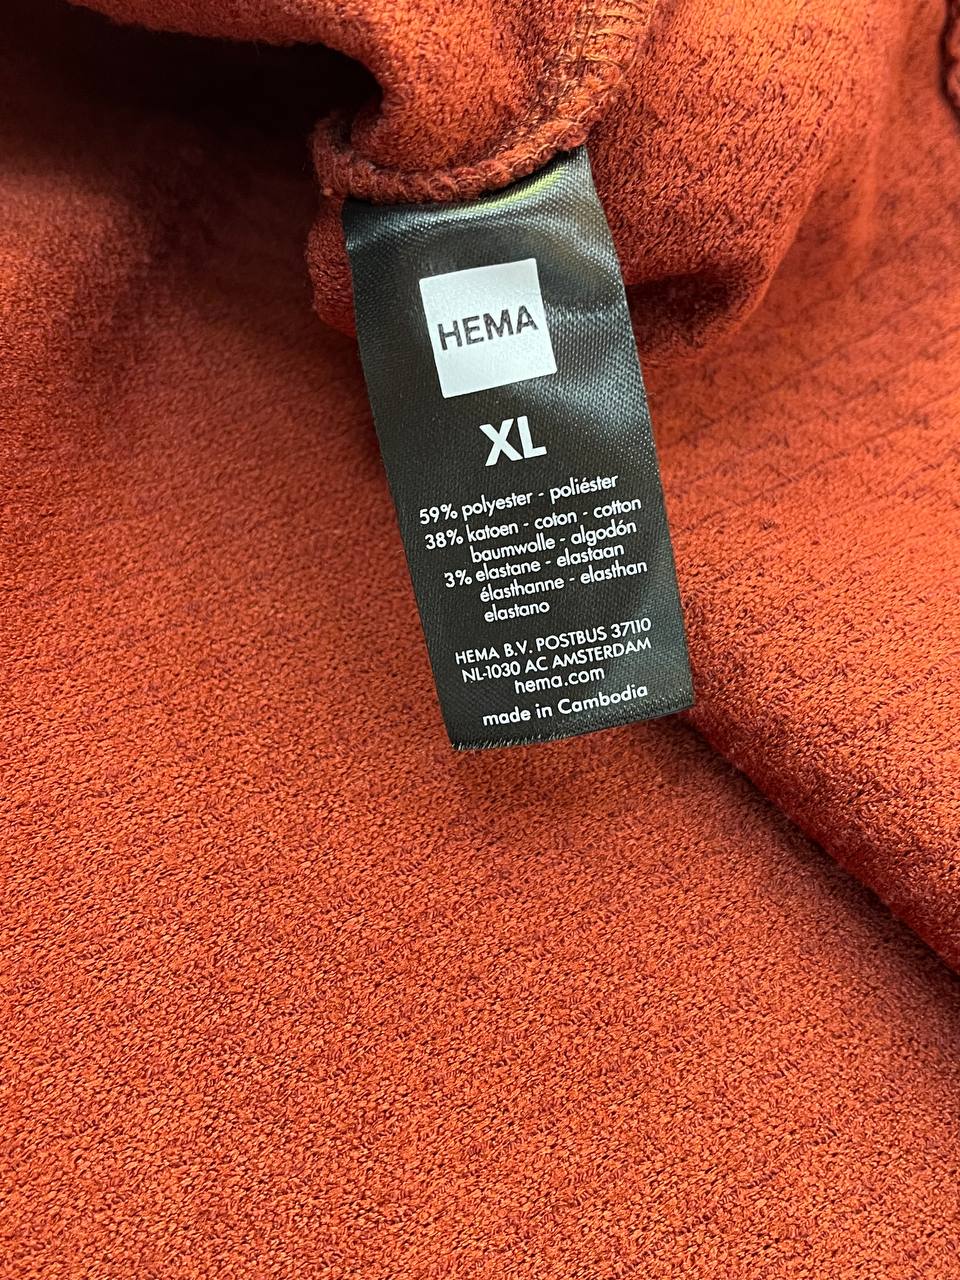 HEMA
XL
59% polyester - poliéster
38% katoen - coton - cotton
baumwolle - algodón
3% elastane - elastaan
élasthanne - elasthan
elastano
HEMA B.V. POSTBUS 37110
NL-1030 AC AMSTERDAM
hema.com
made in Cambodia